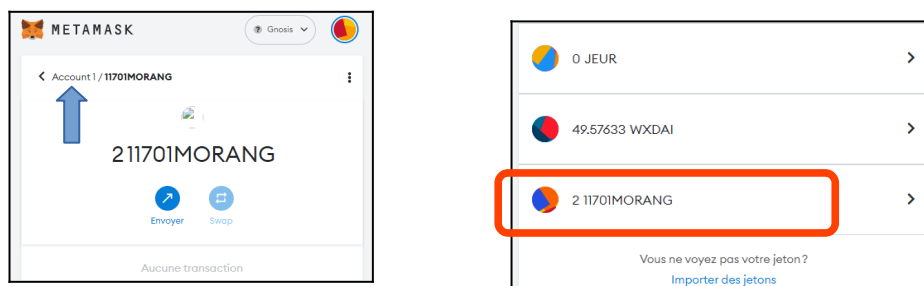 METAMASK
Gnosis
Account 1 / 11701MORANG
2 11701MORANG
Envoyer Swap
Aucune transaction
0 JEUR
49.57633 WXDAI
2 11701MORANG
Vous ne voyez pas votre jeton ?
Importer des jetons